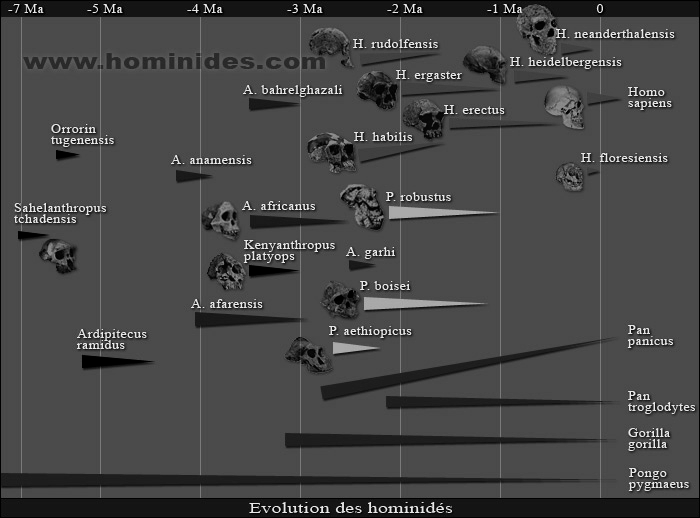 -7 Ma -5 Ma -4 Ma -3 Ma -2 Ma -1 Ma 0
www.hominides.com
H. neanderthalensis
H. rudolfensis
H. heidelbergensis
H. ergaster
A. bahrelghazali
Homo
sapiens
H. erectus
Orrorin
tugenensis
H. habilis
A. anamensis
H. floresiensis
P. robustus
Sahelanthropus
tchadensis
A. africanus
Kenyanthropus
platyops
A. garhi
P. boisei
A. afarensis
Ardipitecus
ramidus
P. aethiopicus
Pan
panicus
Pan
troglodytes
Gorilla
gorilla
Pongo
pygmaeus
Evolution des hominidés